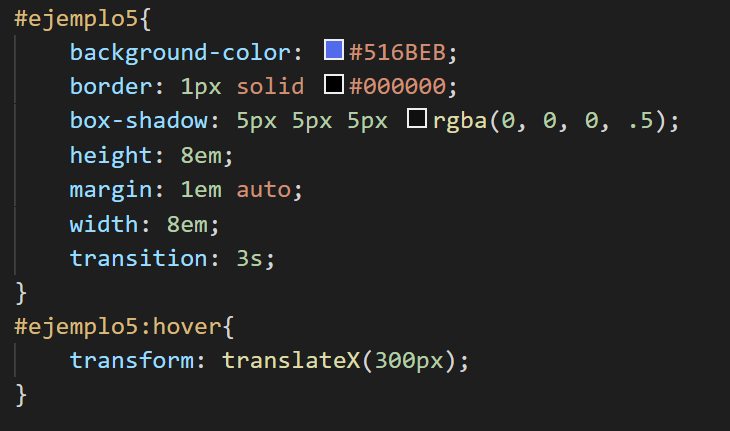 #ejemplo5{
background-color: #516BEB;
border: 1px solid #000000;
box-shadow: 5px 5px 5px rgba(0, 0, 0, .5);
height: 8em;
margin: 1em auto;
width: 8em;
transition: 3s;
}
#ejemplo5:hover{
transform: translateX(300px);
}